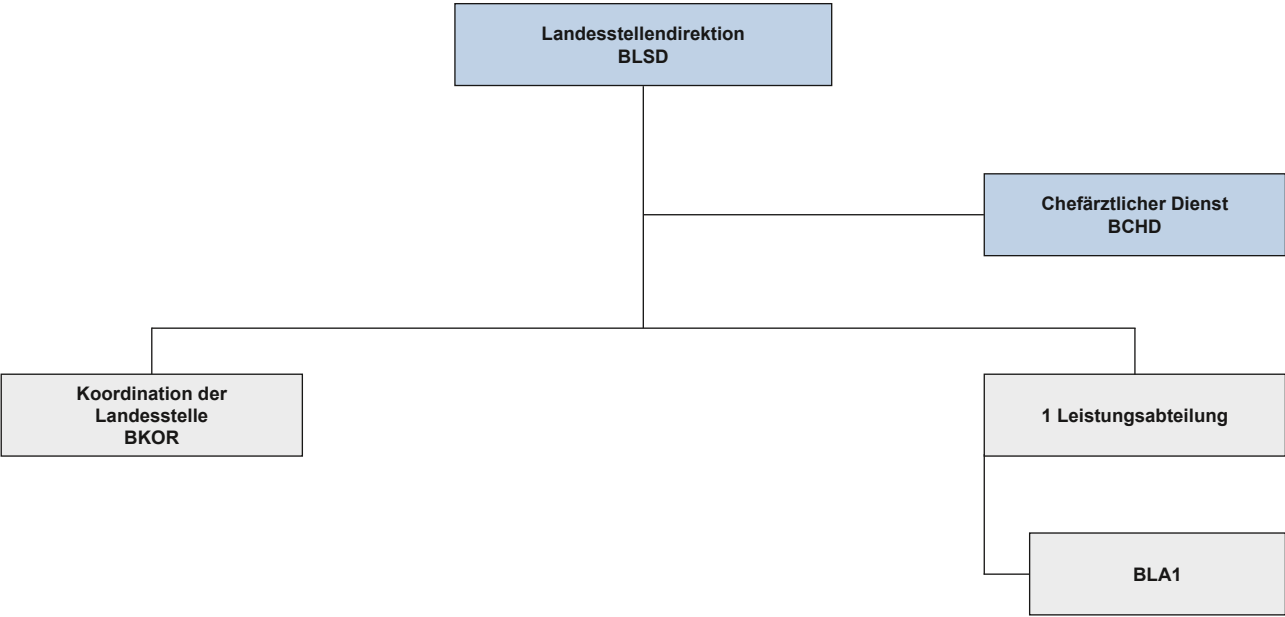 Landesstellendirektion
BLSD
Chefärztlicher Dienst
BCHD
Koordination der
Landesstelle
BKOR
1 Leistungsabteilung
BLA1